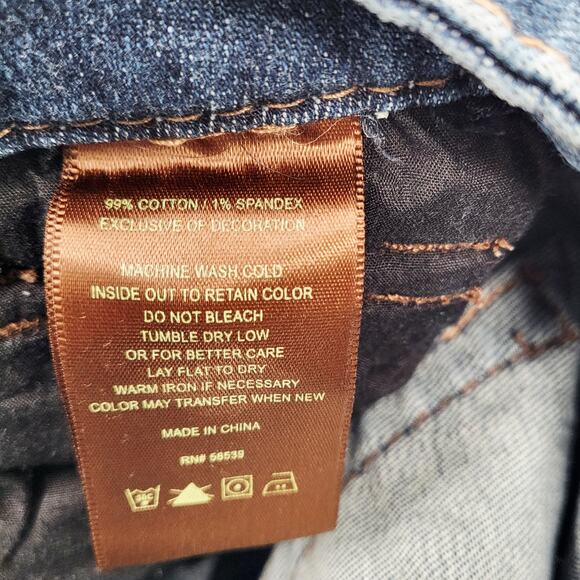 99% COTTON / 1% SPANDEX
EXCLUSIVE OF DECORATION
MACHINE WASH COLD
INSIDE OUT TO RETAIN COLOR
DO NOT BLEACH
TUMBLE DRY LOW
OR FOR BETTER CARE
LAY FLAT TO DRY
WARM IRON IF NECESSARY
COLOR MAY TRANSFER WHEN NEW
MADE IN CHINA
RN# 58539